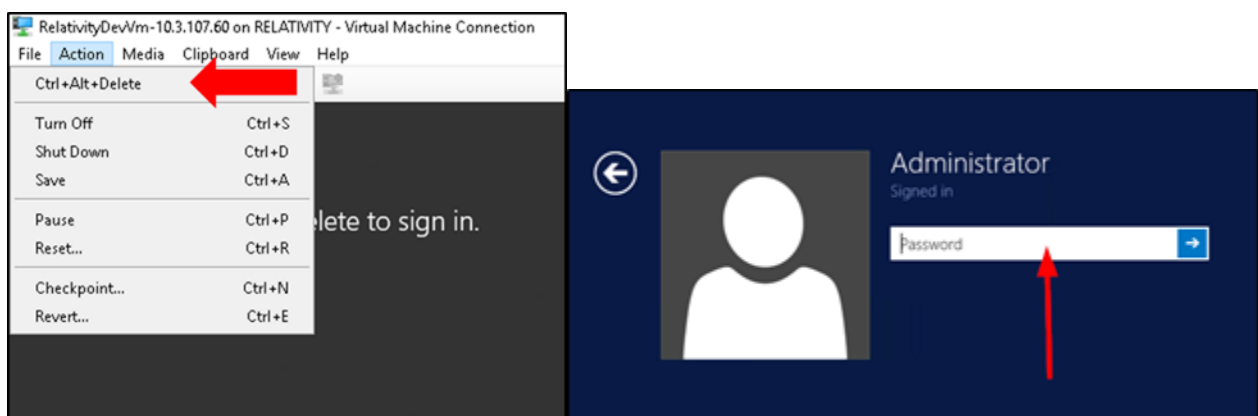 RelativityDevVm-10.3.107.60 on RELATIVITY - Virtual Machine Connection
File Action Media Clipboard View Help
Ctrl+Alt+Delete
Turn Off Ctrl+S
Shut Down Ctrl+D
Save Ctrl+A
Pause Ctrl+P
Reset... Ctrl+R
Checkpoint... Ctrl+N
Revert... Ctrl+E
lete to sign in.
Administrator
Signed in
Password